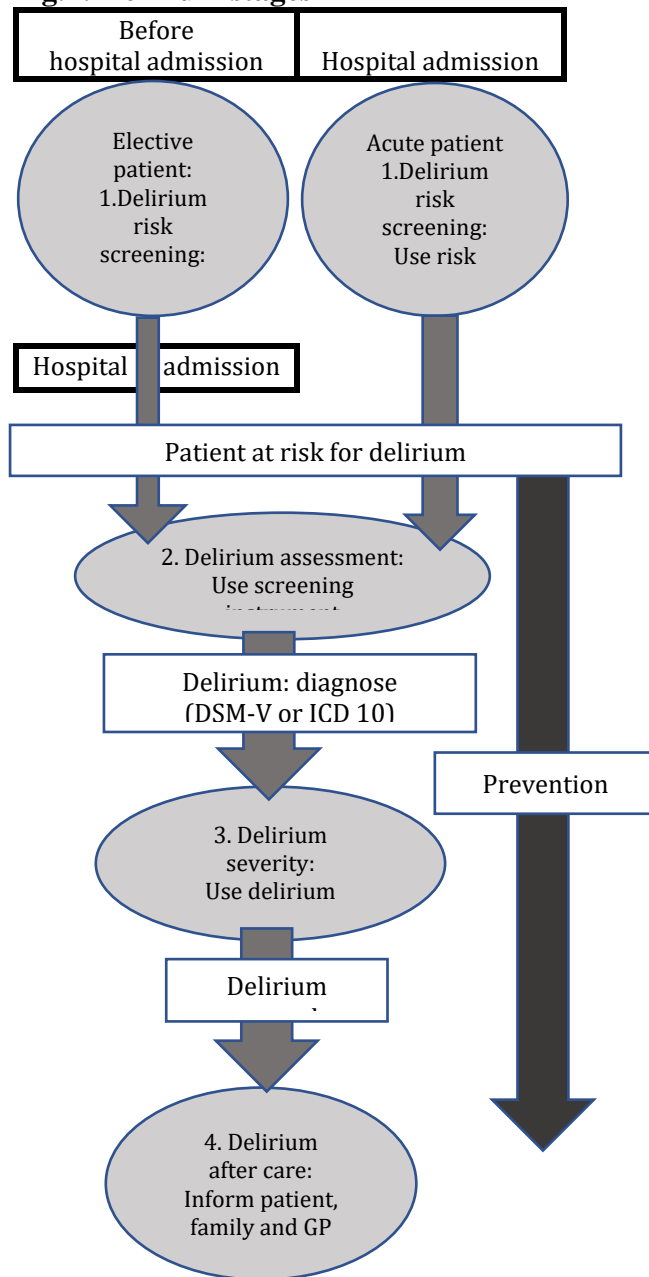 Before
hospital admission
Hospital admission
Elective
patient:
1.Delirium
risk
screening:
Acute patient
1.Delirium
risk
screening:
Use risk
Hospital admission
Patient at risk for delirium
2. Delirium assessment:
Use screening
Delirium: diagnose
(DSM-V or ICD 10)
Prevention
3. Delirium
severity:
Use delirium
Delirium
4. Delirium
after care:
Inform patient,
family and GP